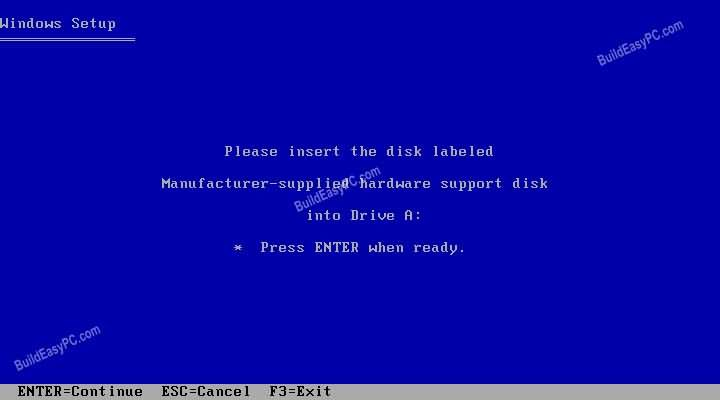 Windows Setup
BuildEasyPC.com
Please insert the disk labeled
Manufacturer-supplied hardware support disk
BuildEasyPC.com
into Drive A:
* Press ENTER when ready.
BuildEasyPC.com
ENTER=Continue ESC=Cancel F3=Exit